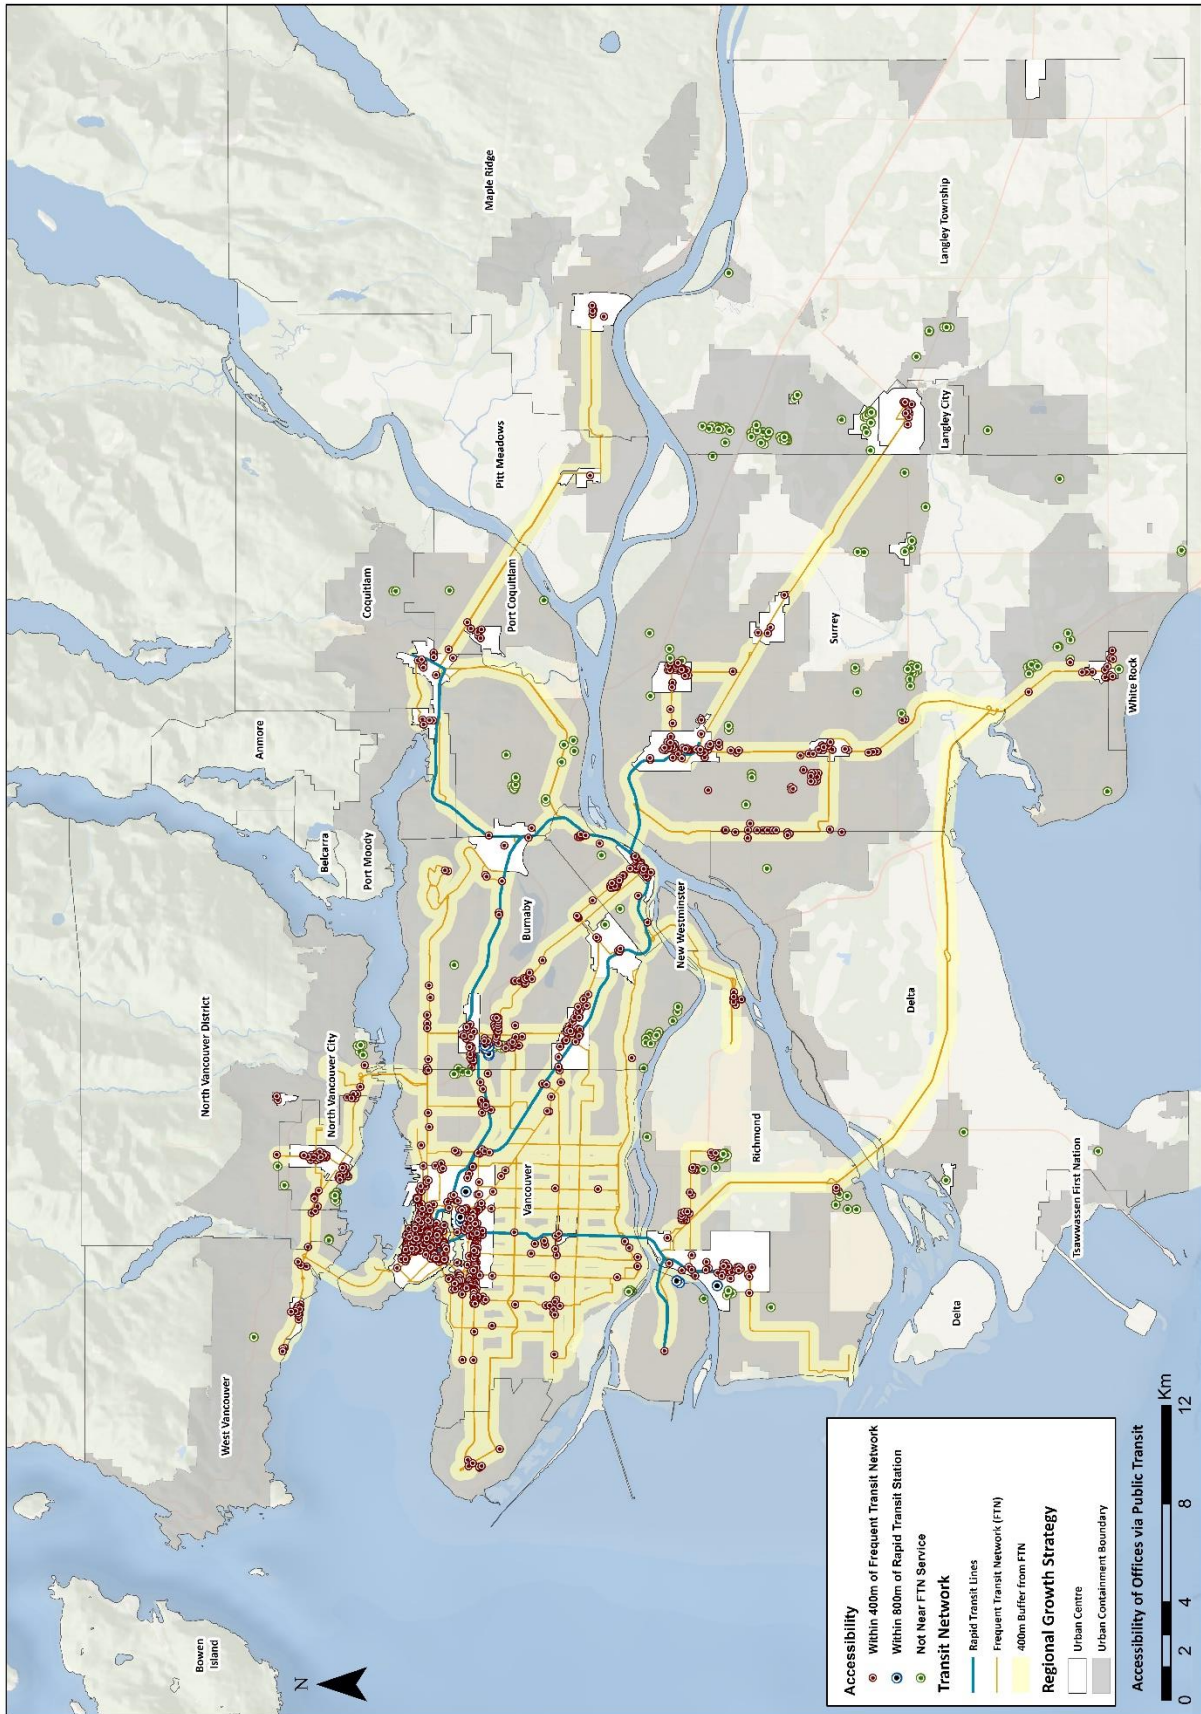 Bowen
Island
West Vancouver
North Vancouver District
North Vancouver City
Belcarra
Anmore
Port Moody
Coquitlam
Port Coquitlam
Pitt Meadows
Maple Ridge
Vancouver
Burnaby
New Westminster
Richmond
Surrey
Langley City
Langley Township
Delta
Delta
Tsawwassen First Nation
White Rock
N
Accessibility
Within 400m of Frequent Transit Network
Within 800m of Rapid Transit Station
Not Near FTN Service
Transit Network
Rapid Transit Lines
Frequent Transit Network (FTN)
400m Buffer from FTN
Regional Growth Strategy
Urban Centre
Urban Containment Boundary
Accessibility of Offices via Public Transit
0 2 4 8 12 Km